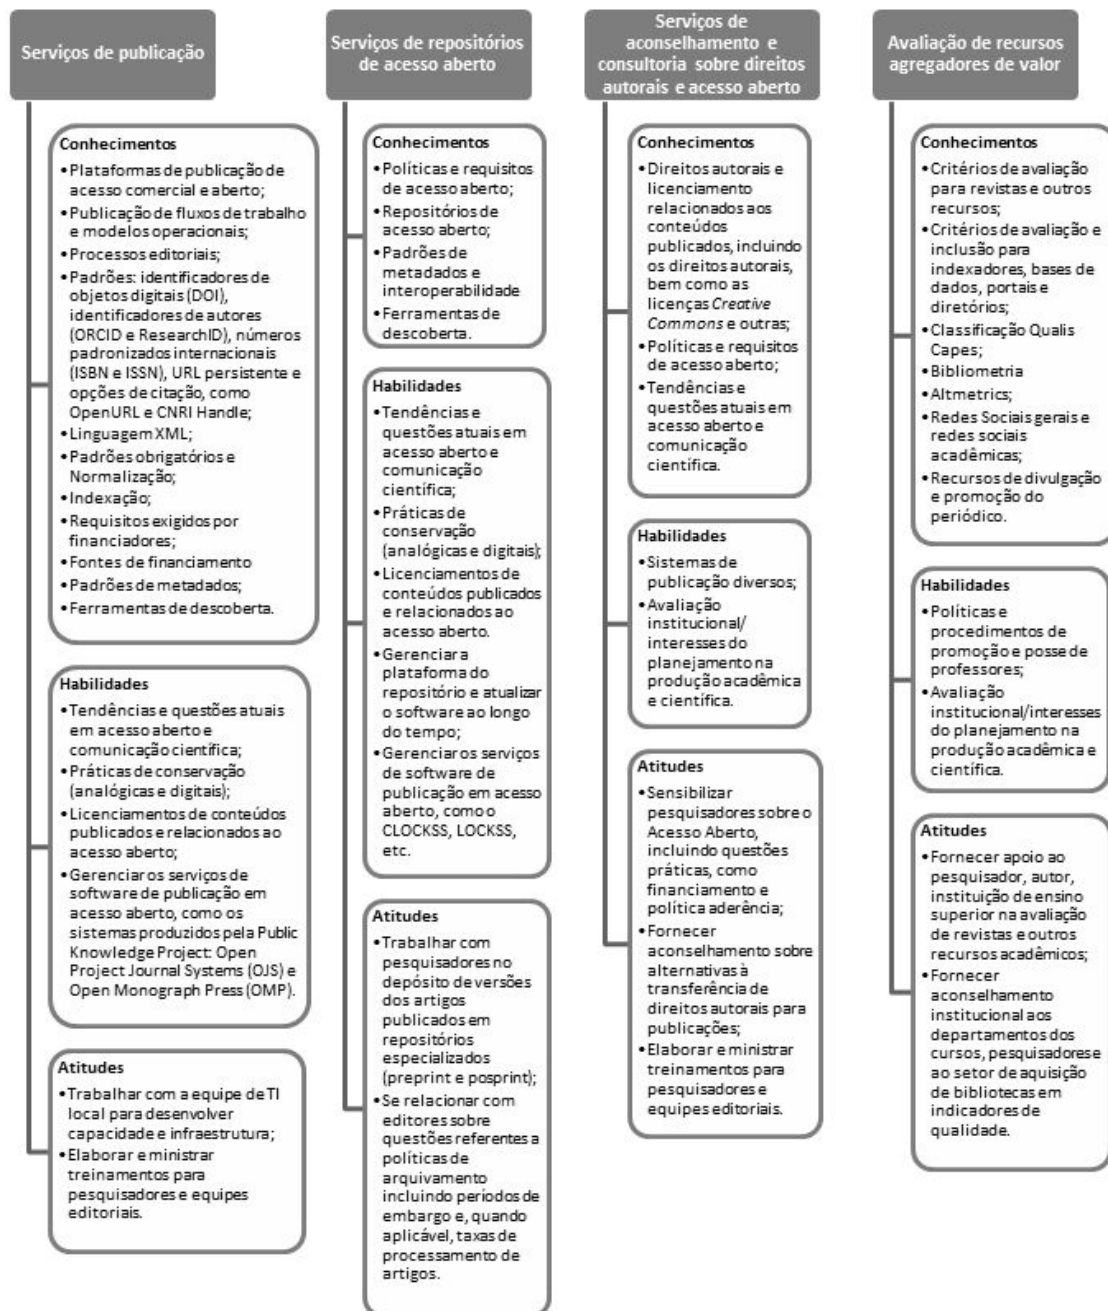 Serviços de publicação
Conhecimentos
•Plataformas de publicação de
acesso comercial e aberto;
•Publicação de fluxos de trabalho
e modelos operacionais;
•Processos editoriais;
•Padrões: identificadores de
objetos digitais (DOI),
identificadores de autores
(ORCID e ResearchID), números
padronizados internacionais
(ISBN e ISSN), URL persistente e
opções de citação, como
OpenURL e CNRI Handle;
•Linguagem XML;
•Padrões obrigatórios e
Normalização;
•Indexação;
•Requisitos exigidos por
financiadores;
•Fontes de financiamento
•Padrões de metadados;
•Ferramentas de descoberta.
Habilidades
•Tendências e questões atuais
em acesso aberto e
comunicação científica;
•Práticas de conservação
(analógicas e digitais);
•Licenciamentos de conteúdos
publicados e relacionados ao
acesso aberto;
•Gerenciar os serviços de
software de publicação em
acesso aberto, como os
sistemas produzidos pela Public
Knowledge Project: Open
Project Journal Systems (OJS) e
Open Monograph Press (OMP).
Atitudes
•Trabalhar com a equipe de TI
local para desenvolver
capacidade e infraestrutura;
•Elaborar e ministrar
treinamentos para
pesquisadores e equipes
editoriais.
Serviços de repositórios
de acesso aberto
Conhecimentos
•Políticas e requisitos
de acesso aberto;
•Repositórios de
acesso aberto;
•Padrões de
metadados e
interoperabilidade
•Ferramentas de
descoberta.
Habilidades
•Tendências e
questões atuais em
acesso aberto e
comunicação
científica;
•Práticas de
conservação
(analógicas e digitais);
•Licenciamentos de
conteúdos publicados
e relacionados ao
acesso aberto.
•Gerenciar a
plataforma do
repositório e atualizar
o software ao longo
do tempo;
•Gerenciar os serviços
de software de
publicação em acesso
aberto, como o
CLOCKSS, LOCKSS,
etc.
Atitudes
•Trabalhar com
pesquisadores no
depósito de versões
dos artigos
publicados em
repositórios
especializados
(preprint e posprint);
•Se relacionar com
editores sobre
questões referentes a
políticas de
arquivamento
incluindo períodos de
embargo e, quando
aplicável, taxas de
processamento de
artigos.
Serviços de
aconselhamento e
consultoria sobre direitos
autorais e acesso aberto
Conhecimentos
•Direitos autorais e
licenciamento
relacionados aos
conteúdos
publicados, incluindo
os direitos autorais,
bem como as
licenças Creative
Commons e outras;
•Políticas e requisitos
de acesso aberto;
•Tendências e
questões atuais em
acesso aberto e
comunicação
científica.
Habilidades
•Sistemas de
publicação diversos;
•Avaliação
institucional/
interesses do
planejamento na
produção acadêmica
e científica.
Atitudes
•Sensibilizar
pesquisadores sobre o
Acesso Aberto,
incluindo questões
práticas, como
financiamento e
política aderência;
•Fornecer
aconselhamento sobre
alternativas à
transferência de
direitos autorais para
publicações;
•Elaborar e ministrar
treinamentos para
pesquisadores e
equipes editoriais.
Avaliação de recursos
agregadores de valor
Conhecimentos
•Critérios de avaliação
para revistas e outros
recursos;
•Critérios de avaliação e
inclusão para
indexadores, bases de
dados, portais e
diretórios;
•Classificação Qualis
Capes;
•Bibliometria
•Altmetrics;
•Redes Sociais gerais e
redes sociais
acadêmicas;
•Recursos de divulgação
e promoção do
periódico.
Habilidades
•Políticas e
procedimentos de
promoção e posse de
professores;
•Avaliação
institucional/interesses
do planejamento na
produção acadêmica e
científica.
Atitudes
•Fornecer apoio ao
pesquisador, autor,
instituição de ensino
superior na avaliação
de revistas e outros
recursos acadêmicos;
•Fornecer
aconselhamento
institucional aos
departamentos dos
cursos, pesquisadores e
ao setor de aquisição
de bibliotecas em
indicadores de
qualidade.